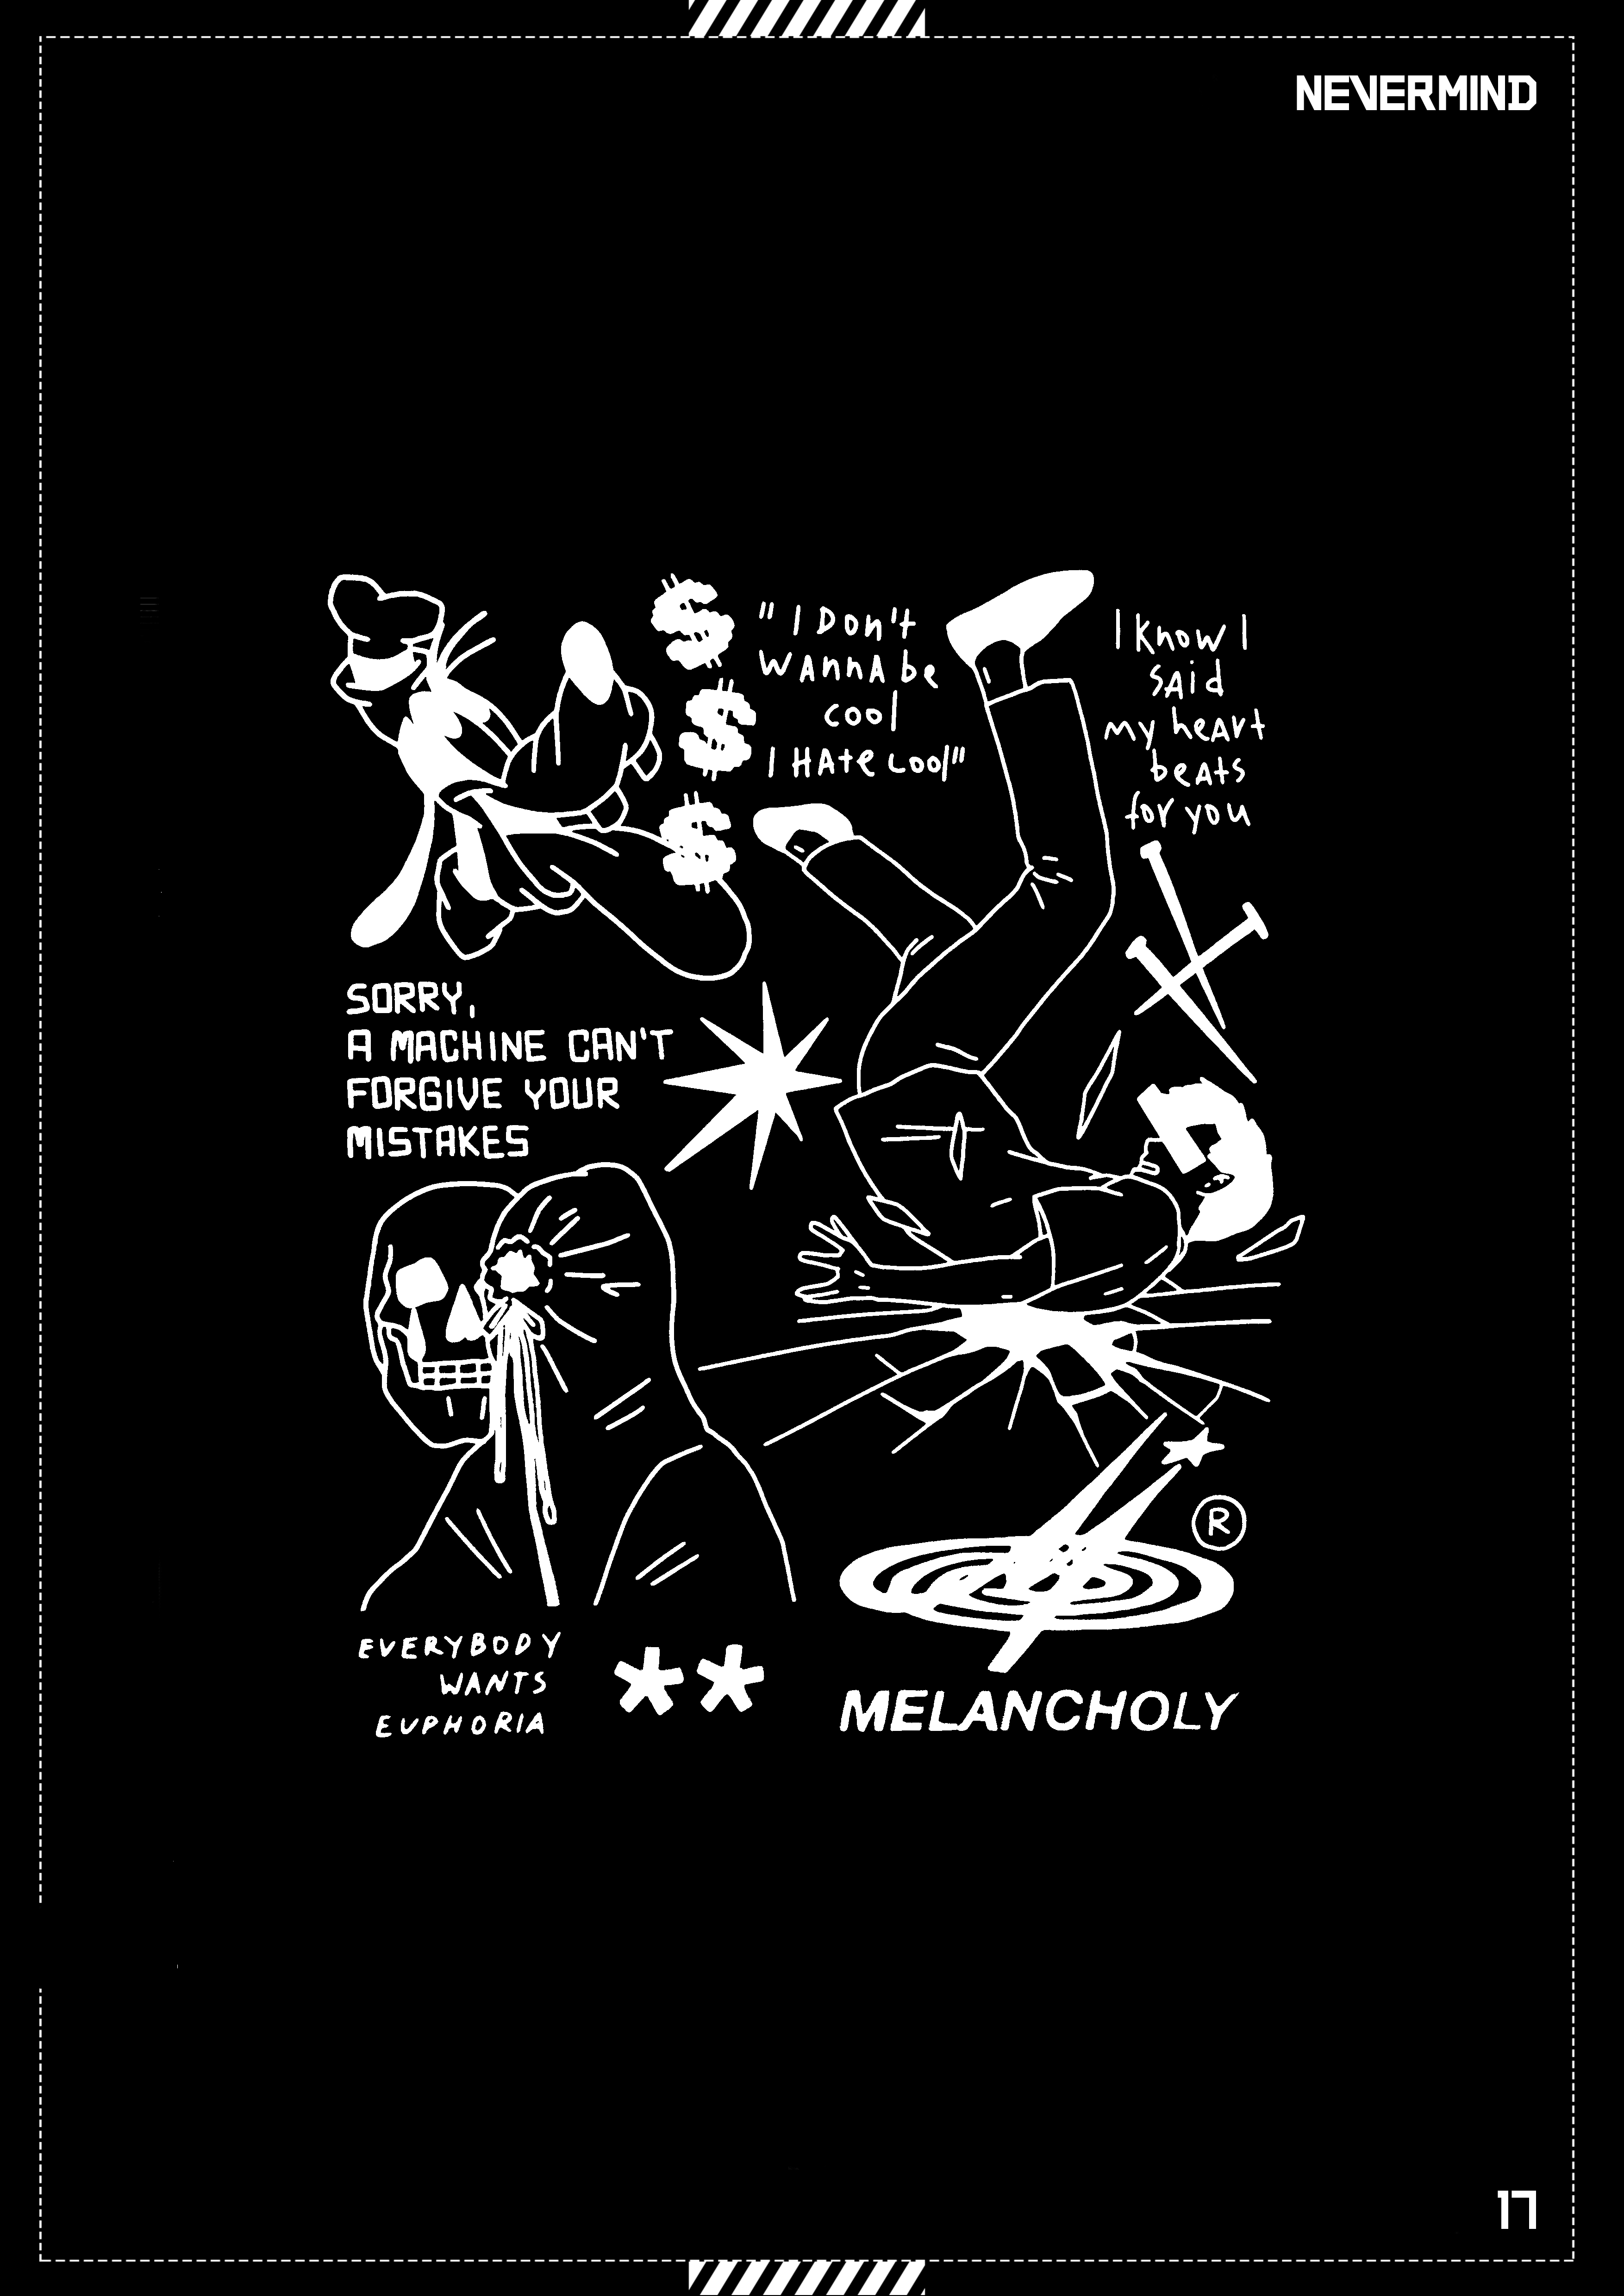 NEVERMIND
"I Don't
WAnnA be
cool
I HAte cool"
I know I
SAid
my heArt
beAts
for you
SORRY,
A MACHINE CAN'T
FORGIVE YOUR
MISTAKES
®
EVERYBODY
WANTS
EUPHORIA
**
MELANCHOLY
17